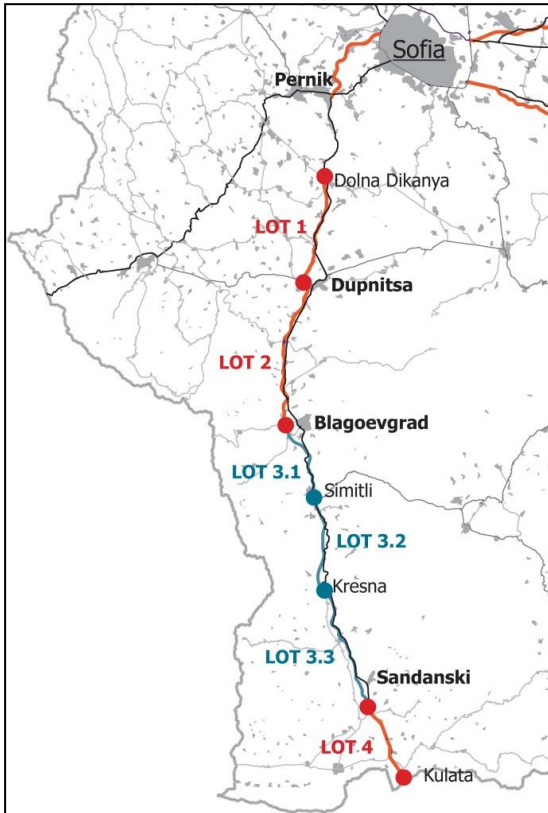 Sofia
Pernik
Dolna Dikanya
LOT 1
Dupnitsa
LOT 2
Blagoevgrad
LOT 3.1
Simitli
LOT 3.2
Kresna
LOT 3.3
Sandanski
LOT 4
Kulata